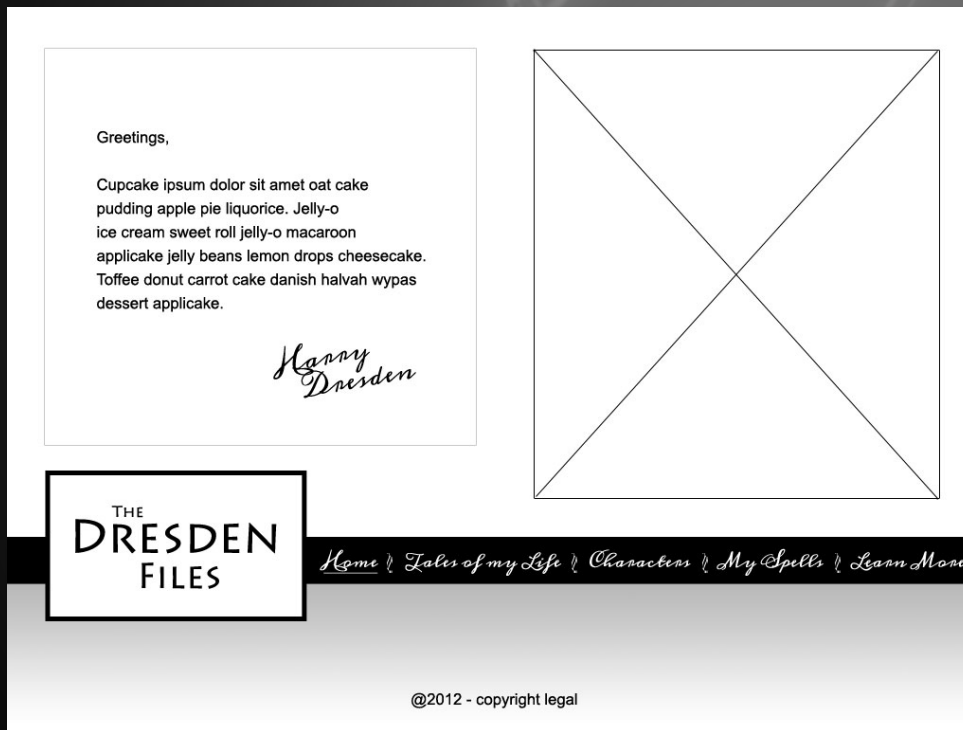 Greetings,
Cupcake ipsum dolor sit amet oat cake
pudding apple pie liquorice. Jelly-o
ice cream sweet roll jelly-o macaroon
applicake jelly beans lemon drops cheesecake.
Toffee donut carrot cake danish halvah wypas
dessert applicake.
Harry
Dresden
The
Dresden
Files
Home
Tales of my Life
Characters
My Spells
Learn More
@2012 - copyright legal